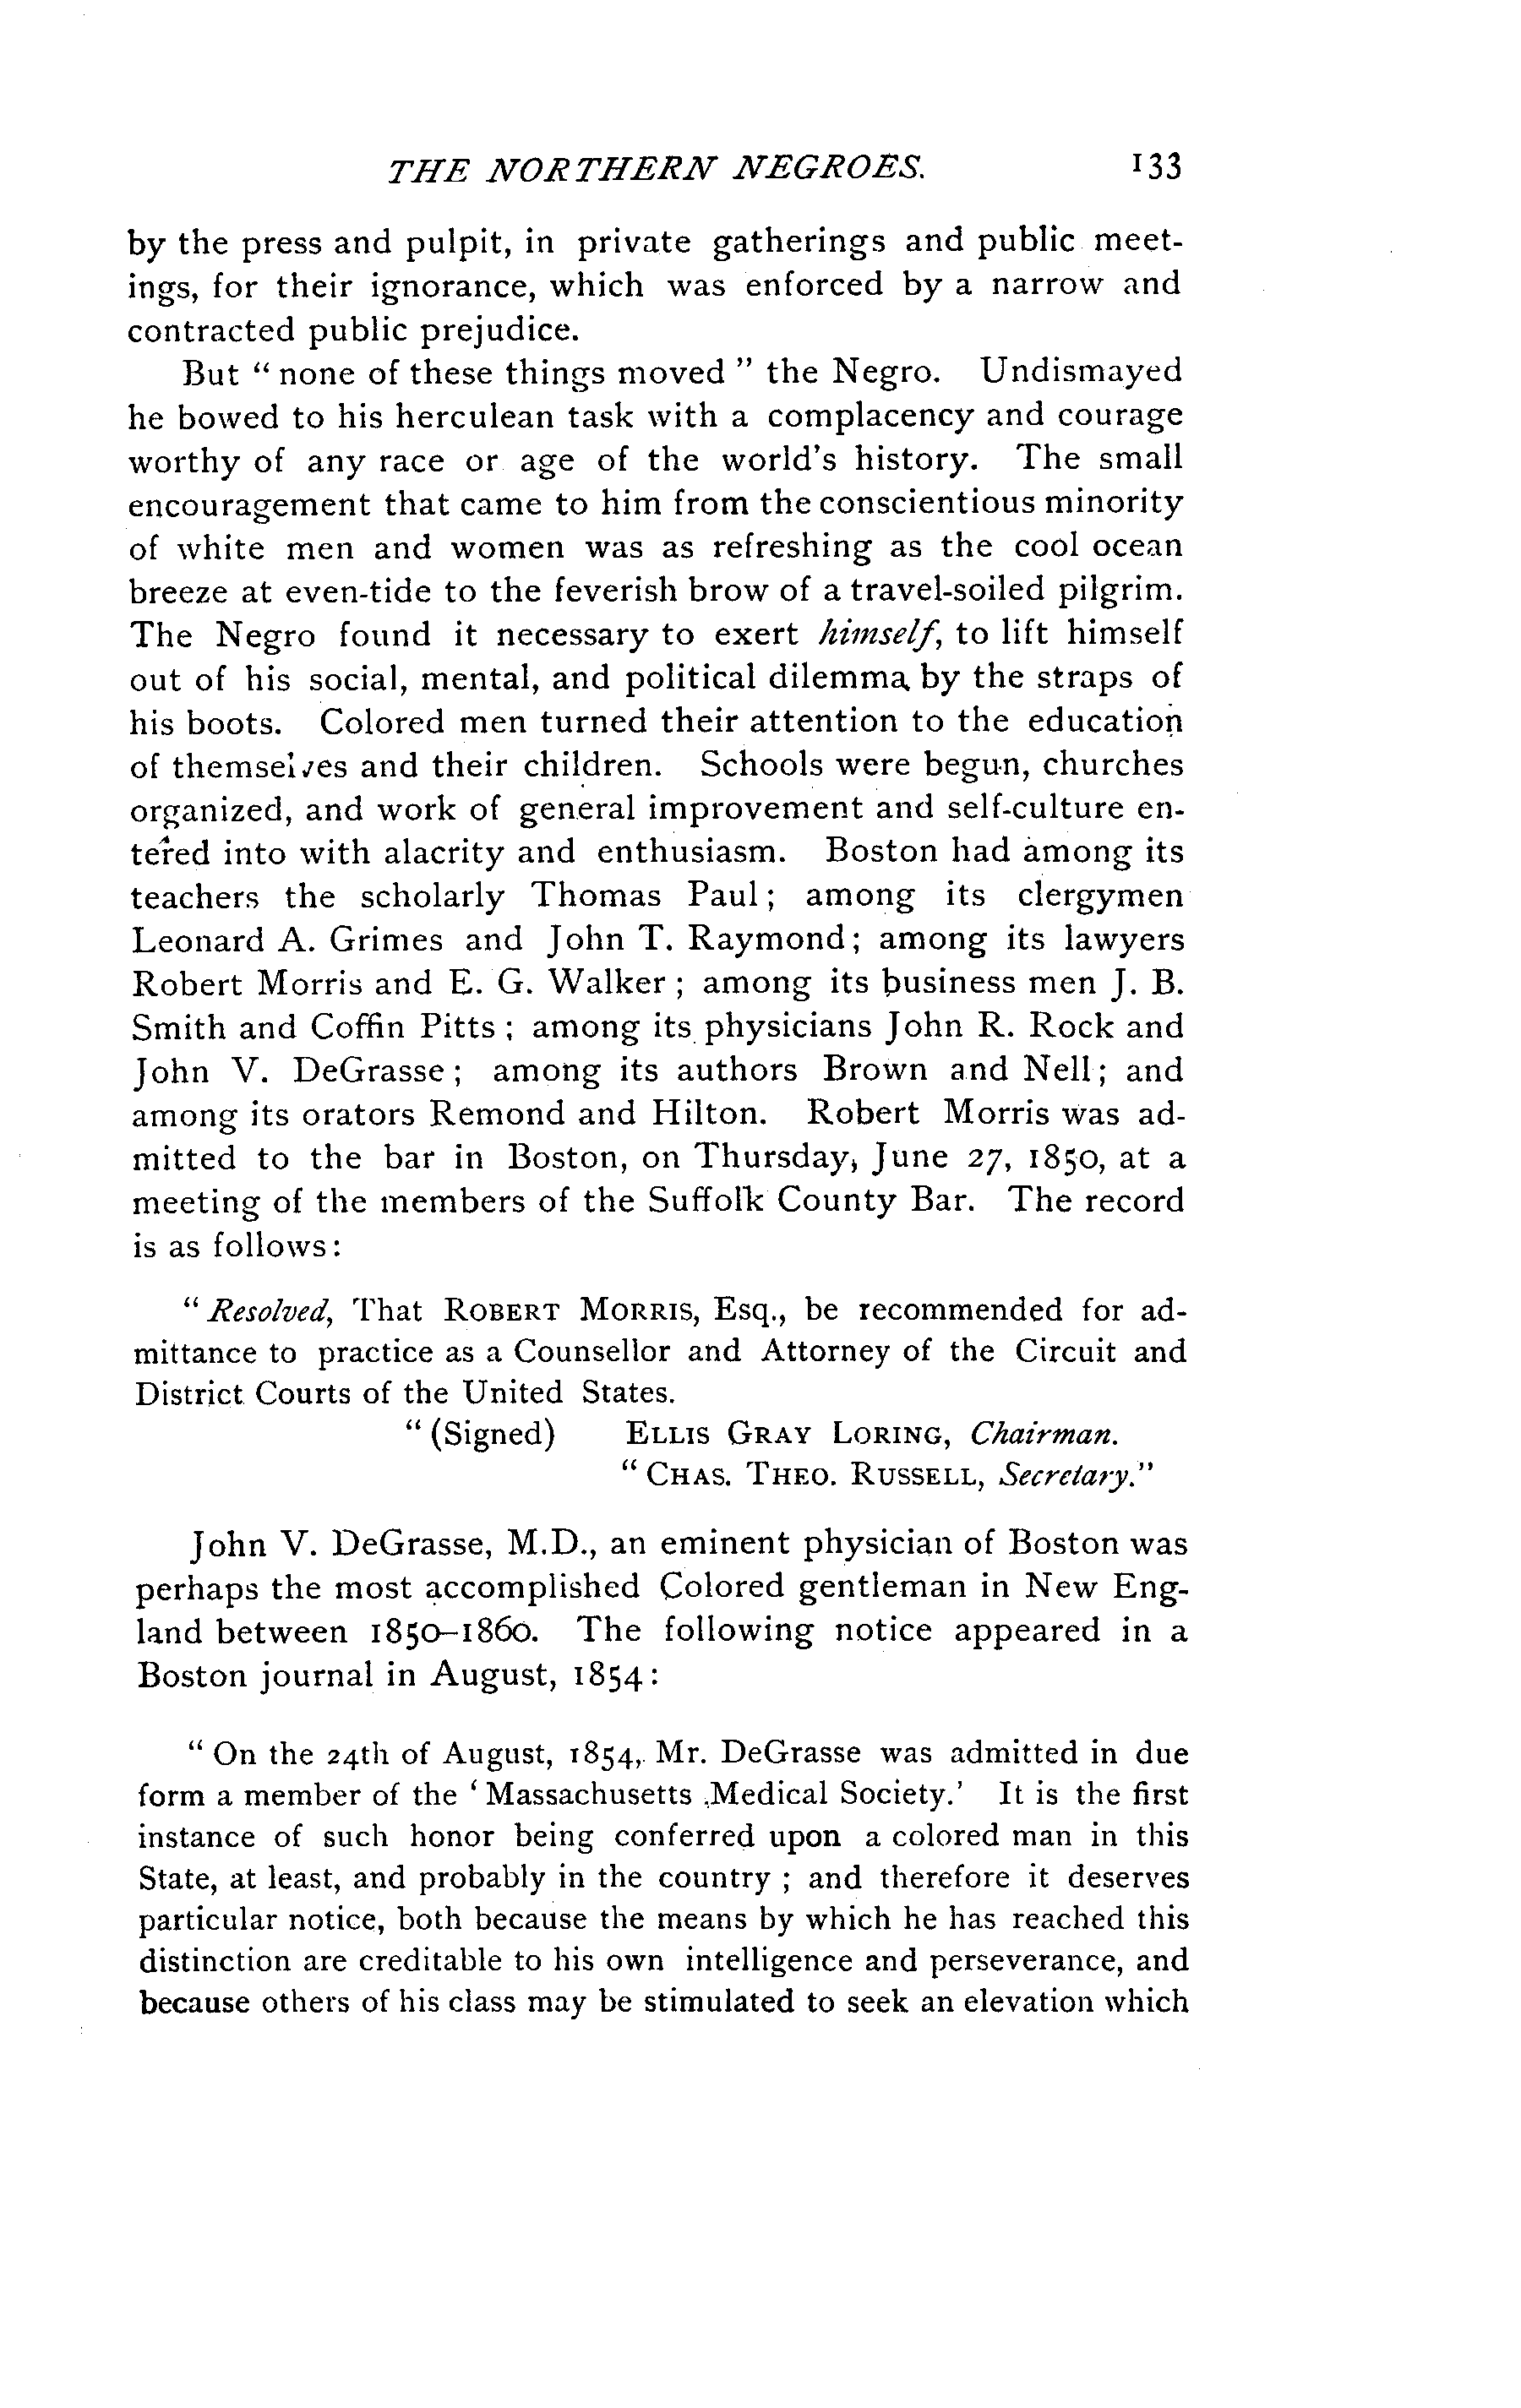 THE NORTHERN NEGROES. 133
by the press and pulpit, in private gatherings and public meet-
ings, for their ignorance, which was enforced by a narrow and
contracted public prejudice.
But " none of these things moved " the Negro. Undismayed
he bowed to his herculean task with a complacency and courage
worthy of any race or age of the world's history. The small
encouragement that came to him from the conscientious minority
of white men and women was as refreshing as the cool ocean
breeze at even-tide to the feverish brow of a travel-soiled pilgrim.
The Negro found it necessary to exert himself, to lift himself
out of his social, mental, and political dilemma by the straps of
his boots. Colored men turned their attention to the education
of themselves and their children. Schools were begun, churches
organized, and work of general improvement and self-culture en-
tered into with alacrity and enthusiasm. Boston had among its
teachers the scholarly Thomas Paul; among its clergymen
Leonard A. Grimes and John T. Raymond; among its lawyers
Robert Morris and E. G. Walker; among its business men J. B.
Smith and Coffin Pitts; among its physicians John R. Rock and
John V. DeGrasse; among its authors Brown and Nell; and
among its orators Remond and Hilton. Robert Morris was ad-
mitted to the bar in Boston, on Thursday, June 27, 1850, at a
meeting of the members of the Suffolk County Bar. The record
is as follows:
" Resolved, That ROBERT MORRIS, Esq., be recommended for ad-
mittance to practice as a Counsellor and Attorney of the Circuit and
District Courts of the United States.
" (Signed) ELLIS GRAY LORING, Chairman.
" CHAS. THEO. RUSSELL, Secretary."
John V. DeGrasse, M.D., an eminent physician of Boston was
perhaps the most accomplished Colored gentleman in New Eng-
land between 1850–1860. The following notice appeared in a
Boston journal in August, 1854:
" On the 24th of August, 1854, Mr. DeGrasse was admitted in due
form a member of the ' Massachusetts Medical Society.' It is the first
instance of such honor being conferred upon a colored man in this
State, at least, and probably in the country ; and therefore it deserves
particular notice, both because the means by which he has reached this
distinction are creditable to his own intelligence and perseverance, and
because others of his class may be stimulated to seek an elevation which